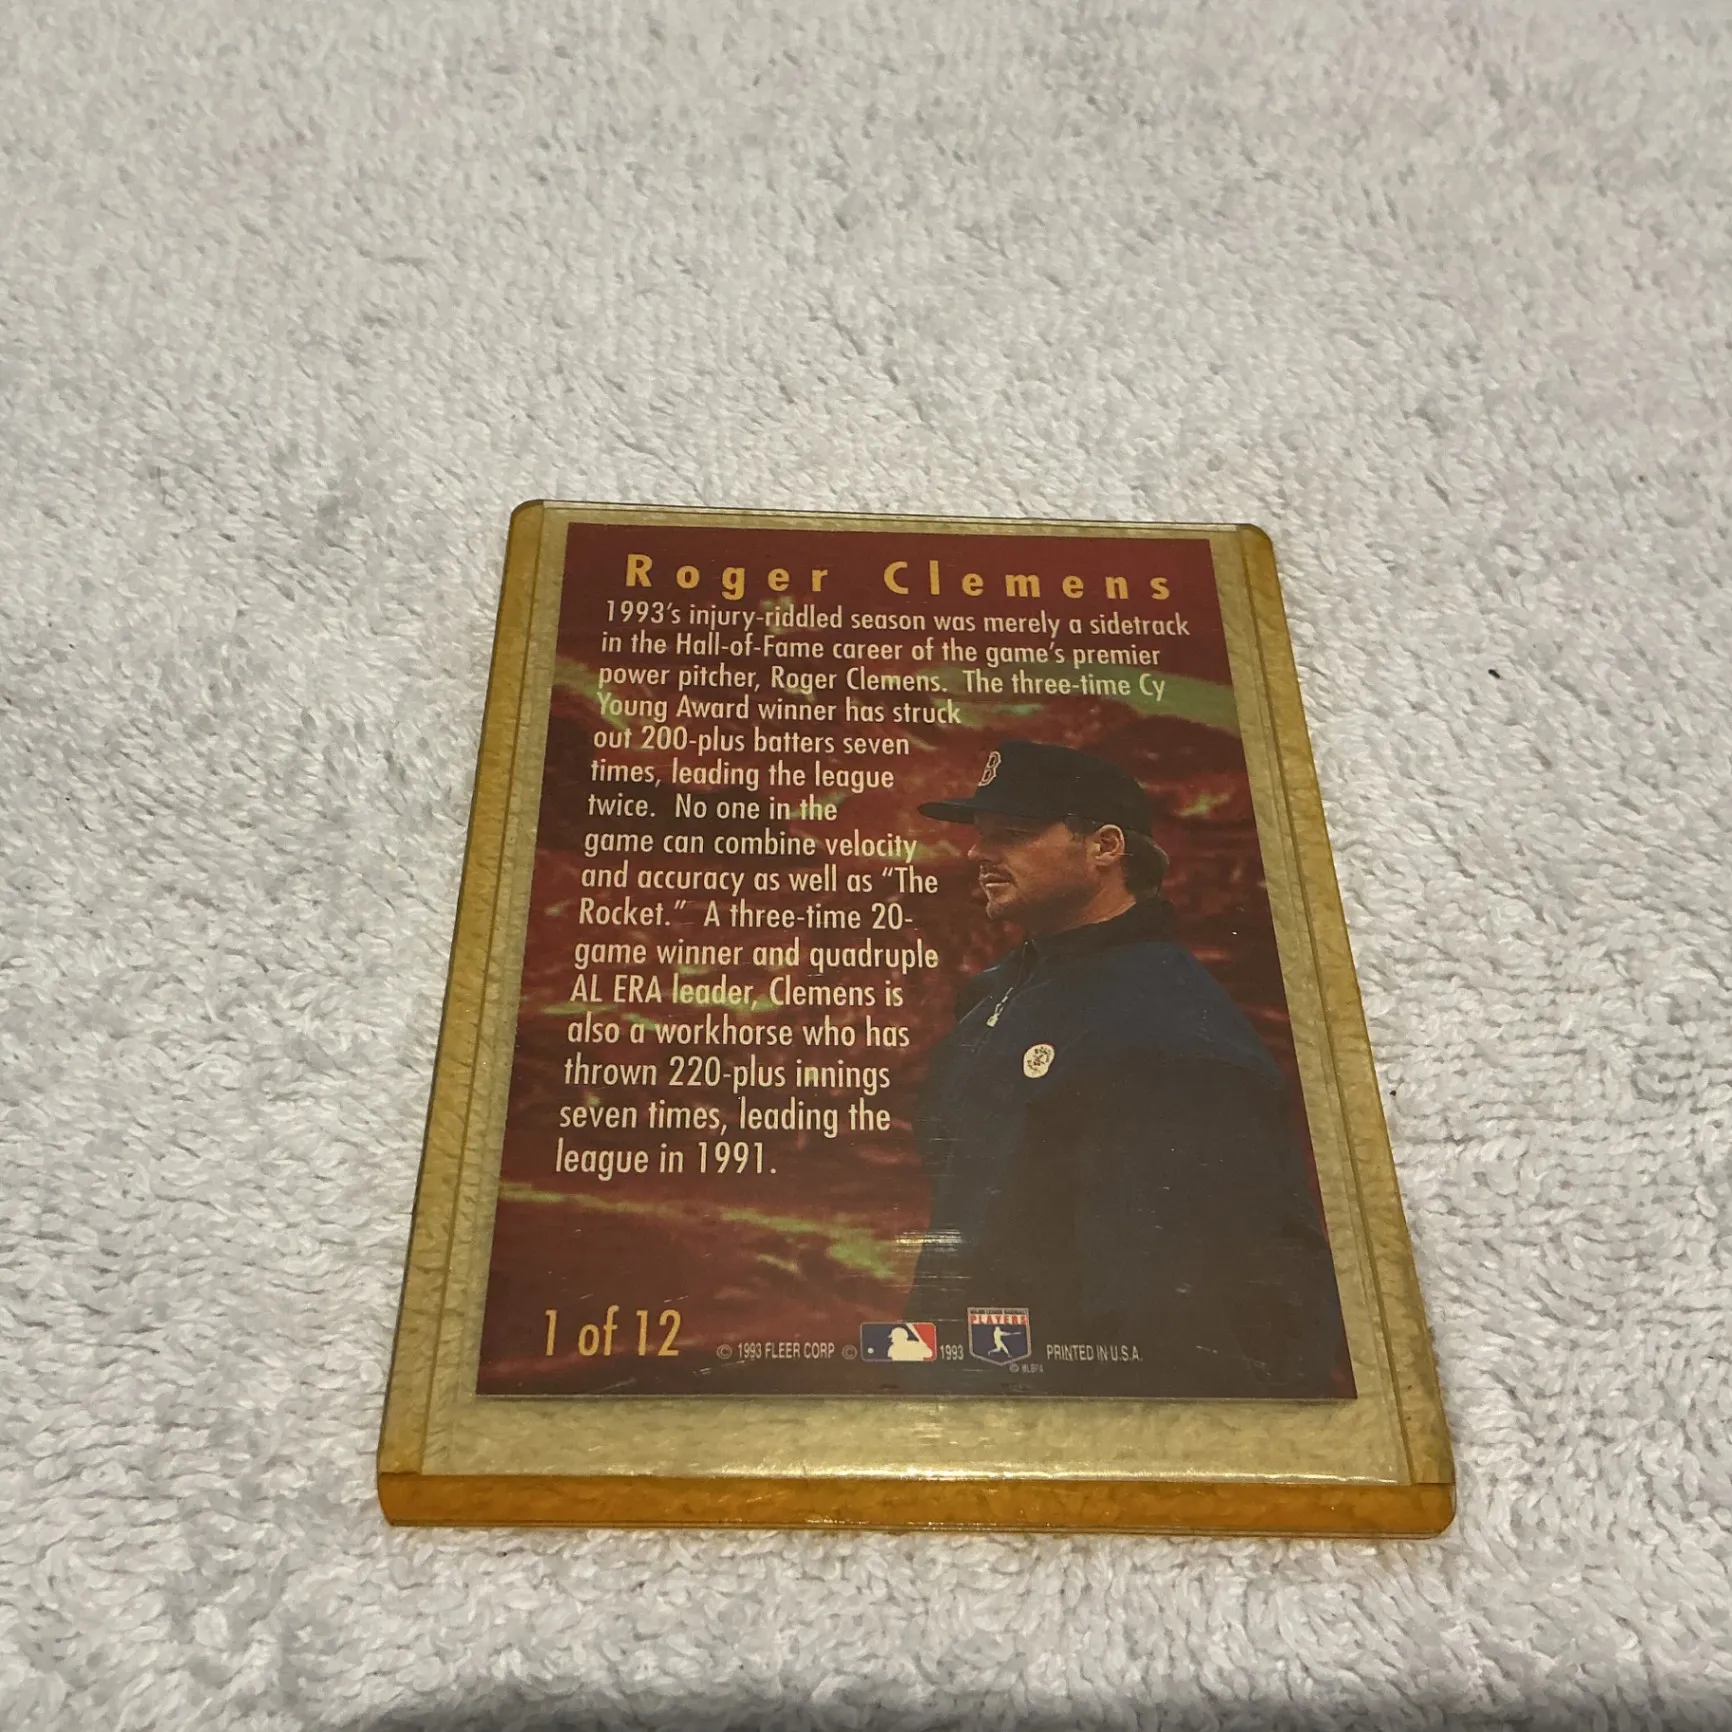 Roger Clemens
1993's injury-riddled season was merely a sidetrack
in the Hall-of-Fame career of the game's premier
power pitcher, Roger Clemens. The three-time Cy
Young Award winner has struck
out 200-plus batters seven
times, leading the league
twice. No one in the
game can combine velocity
and accuracy as well as "The
Rocket." A three-time 20-
game winner and quadruple
AL ERA leader, Clemens is
also a workhorse who has
thrown 220-plus innings
seven times, leading the
league in 1991.
B
1 of 12
© 1993 FLEER CORP © 1993 PLAYERS PRINTED IN U.S.A.
© MLBPA